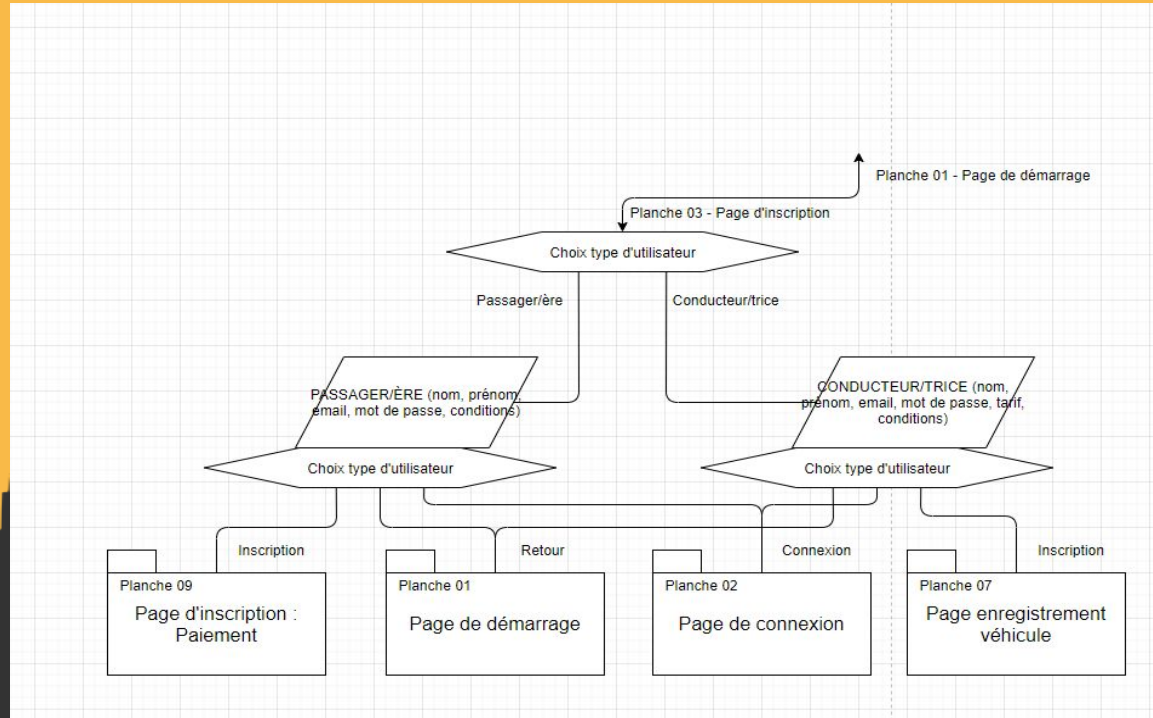 Planche 01 - Page de démarrage
Planche 03 - Page d'inscription
Choix type d'utilisateur
Passager/ère
Conducteur/trice
PASSAGER/ÈRE (nom, prénom,
email, mot de passe, conditions)
CONDUCTEUR/TRICE (nom,
prénom, email, mot de passe, tarif,
conditions)
Choix type d'utilisateur
Choix type d'utilisateur
Inscription
Retour
Connexion
Inscription
Planche 09
Page d'inscription :
Paiement
Planche 01
Page de démarrage
Planche 02
Page de connexion
Planche 07
Page enregistrement
véhicule